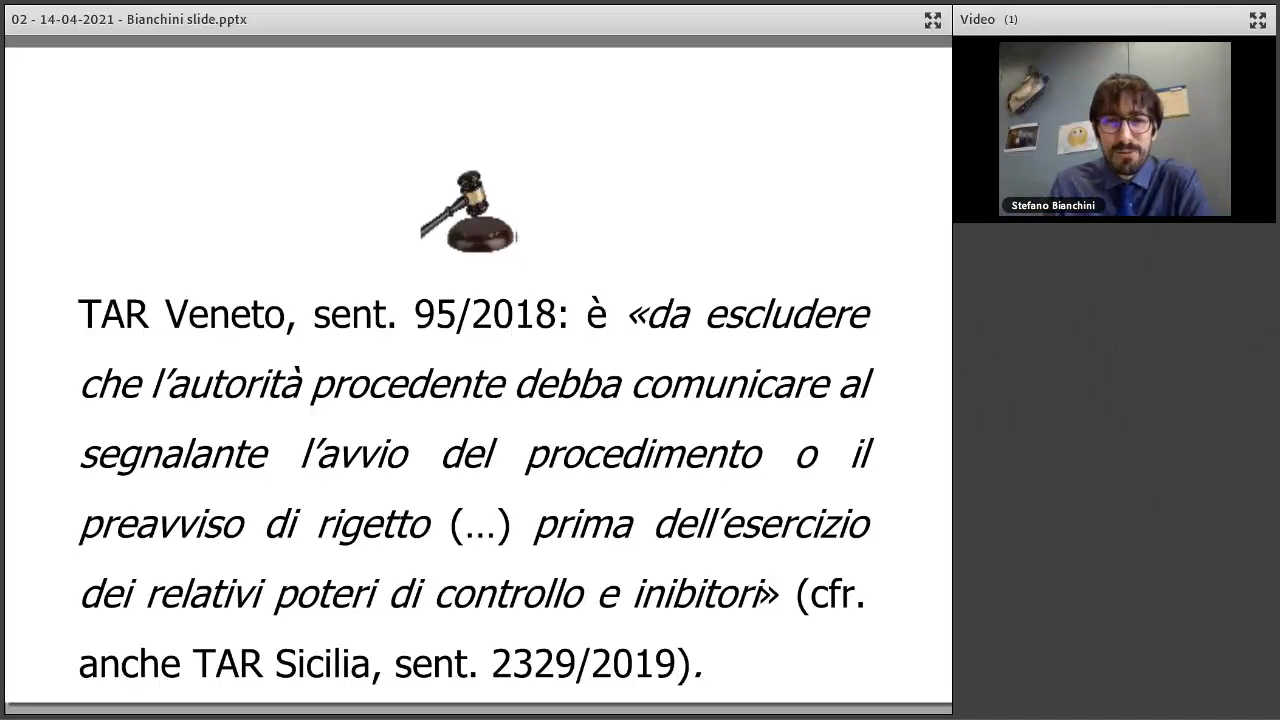 02 - 14-04-2021 - Bianchini slide.pptx
Video (1)
Stefano Bianchini
TAR Veneto, sent. 95/2018: è «da escludere
che l’autorità procedente debba comunicare al
segnalante l’avvio del procedimento o il
preavviso di rigetto (…) prima dell’esercizio
dei relativi poteri di controllo e inibitori» (cfr.
anche TAR Sicilia, sent. 2329/2019).